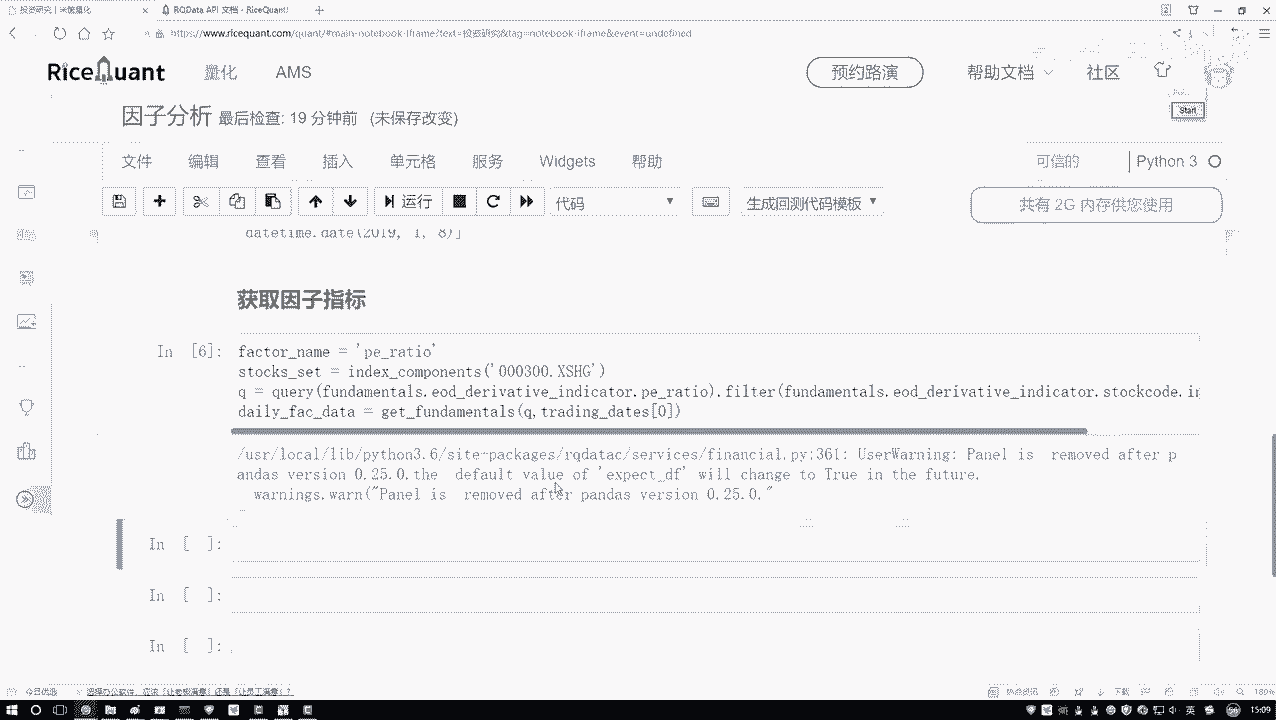 投资研究 | 米筐量化
RQData API 文档 - RiceQuant
https://www.ricequant.com/quant/#main-notebook-iframe?text=投资研究&tag=notebook-iframe&event=undefined
RiceQuant
量化
AMS
预约路演
帮助文档
社区
因子分析 最后检查: 19 分钟前 (未保存改变)
Start
文件 编辑 查看 插入 单元格 服务 Widgets 帮助
可信的
Python 3
运行
代码
生成回测代码模板
共有 2G 内存供您使用
datetime.date(2019, 1, 8)]
获取因子指标
In [6]:
factor_name = 'pe_ratio'
stocks_set = index_components('000300.XSHG')
q = query(fundamentals.eod_derivative_indicator.pe_ratio).filter(fundamentals.eod_derivative_indicator.stockcode.in
daily_fac_data = get_fundamentals(q,trading_dates[0])
/usr/local/lib/python3.6/site-packages/rqdatac/services/financial.py:361: UserWarning: Panel is removed after p
andas version 0.25.0.the default value of 'expect_df' will change to True in the future.
warnings.warn("Panel is removed after pandas version 0.25.0."
In [ ]:
In [ ]:
In [ ]:
下载
180%
英
15:09